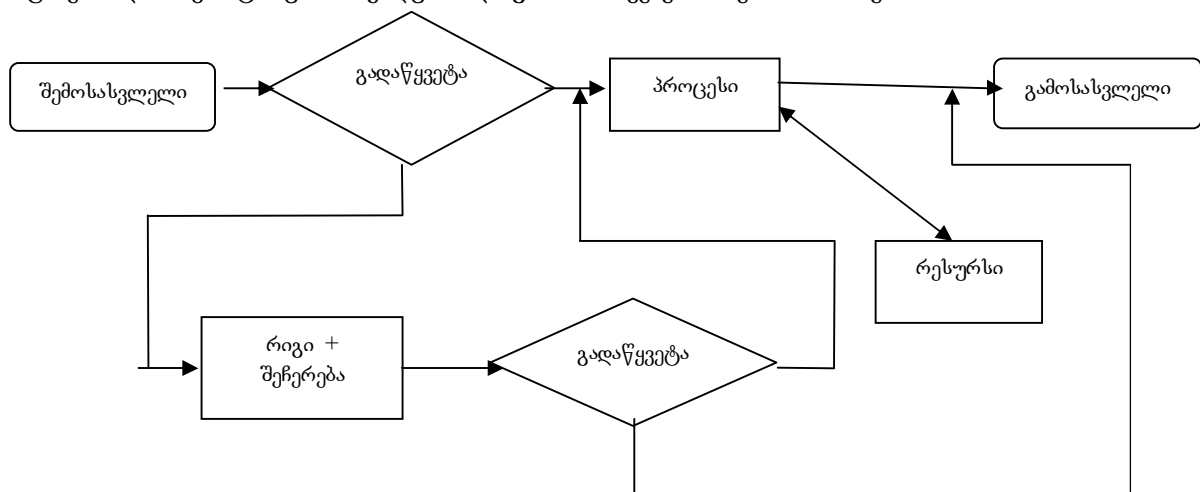 შემოსასვლელი
გადაწყვეტა
პროცესი
გამოსასვლელი
რესურსი
რიგი +
შეჩერება
გადაწყვეტა